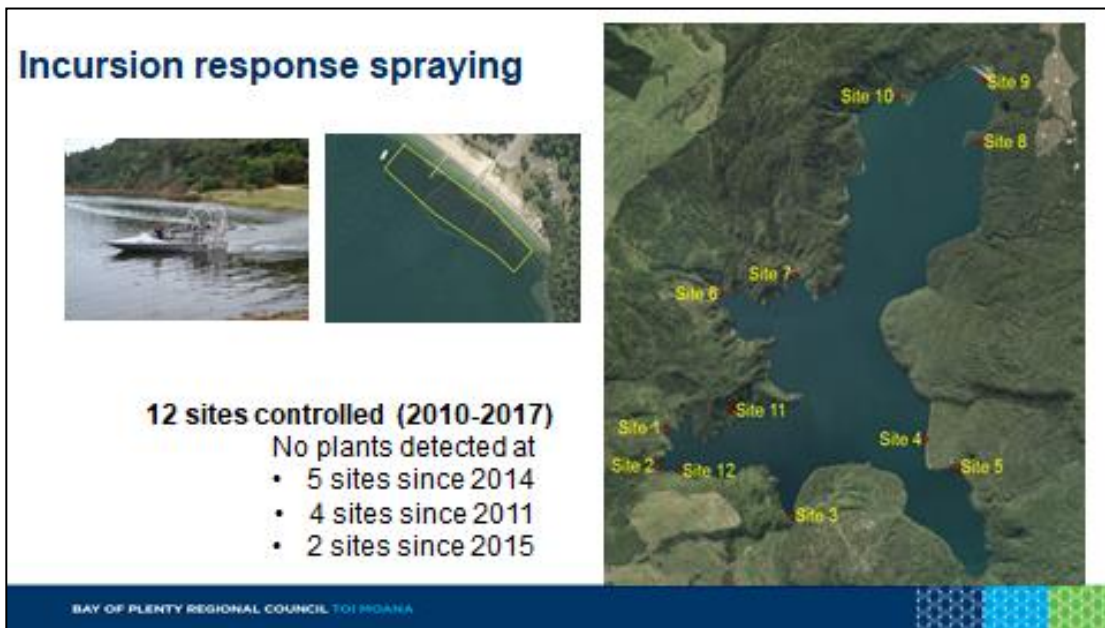 Incursion response spraying
12 sites controlled (2010-2017)
No plants detected at
• 5 sites since 2014
• 4 sites since 2011
• 2 sites since 2015
Site 10
Site 9
Site 8
Site 7
Site 6
Site 11
Site 1
Site 4
Site 2
Site 12
Site 5
Site 3
BAY OF PLENTY REGIONAL COUNCIL TOI MOANA